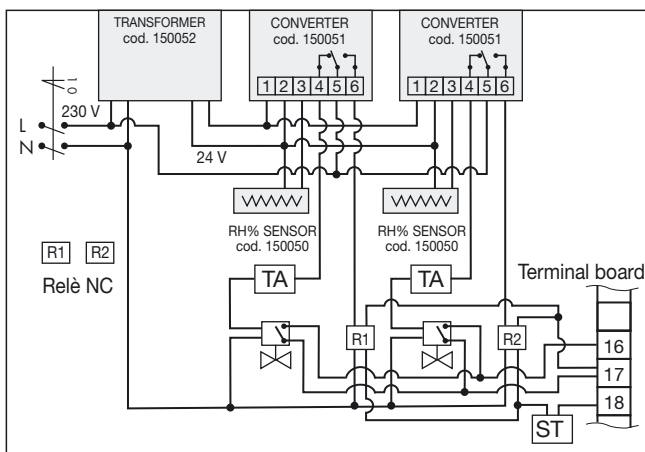 TRANSFORMER
cod. 150052
CONVERTER
cod. 150051
CONVERTER
cod. 150051
1 2 3 4 5 6
1 2 3 4 5 6
1 0
230 V
L
N
24 V
RH% SENSOR
cod. 150050
RH% SENSOR
cod. 150050
R1 R2
Relè NC
TA
TA
Terminal board
R1
R2
16
17
18
ST